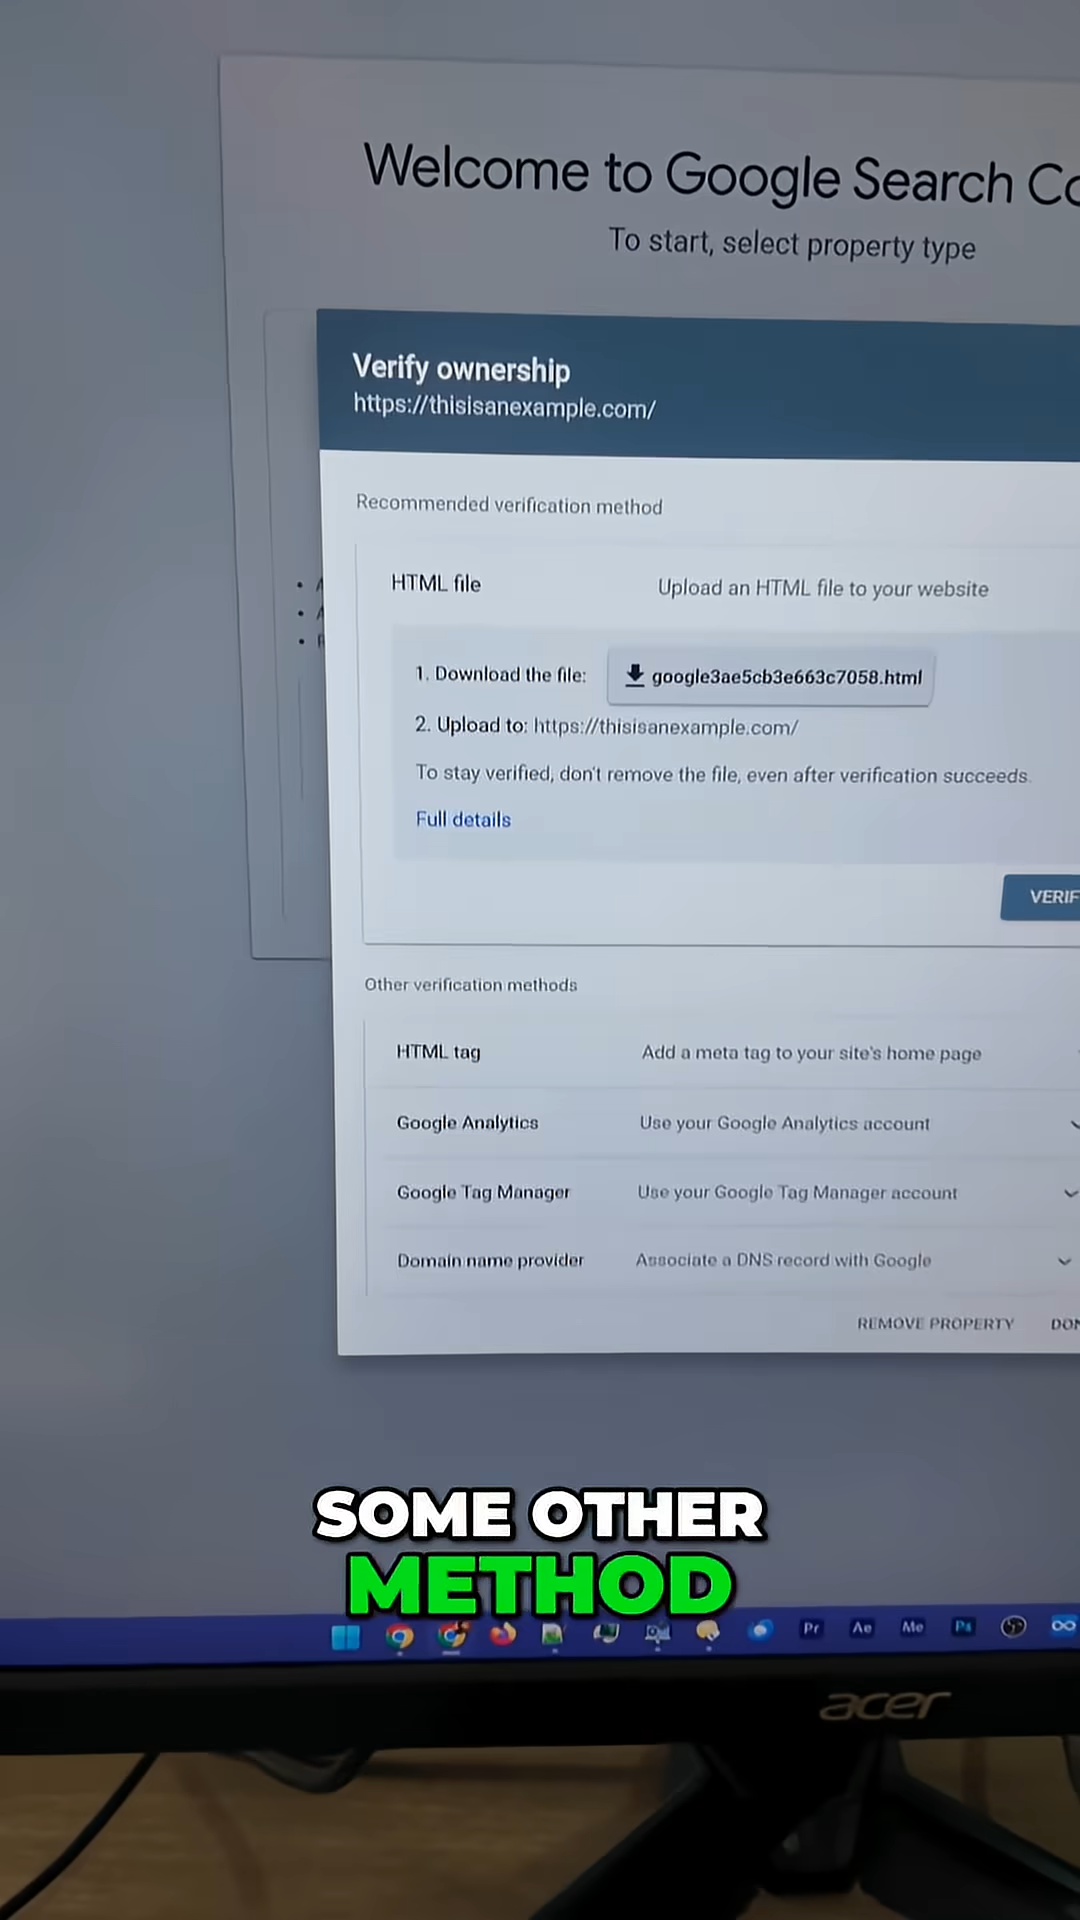 Welcome to Google Search
To start, select property type
Verify ownership
https://thisisanexample.com/
Recommended verification method
HTML file
Upload an HTML file to your website
1. Download the file:
google3ae5cb3e663c7058.html
2. Upload to: https://thisisanexample.com/
To stay verified, don't remove the file, even after verification succeeds.
Full details
VERIF
Other verification methods
HTML tag
Add a meta tag to your site's home page
Google Analytics
Use your Google Analytics account
Google Tag Manager
Use your Google Tag Manager account
Domain name provider
Associate a DNS record with Google
REMOVE PROPERTY
DON
SOME OTHER
METHOD
Pr
Ae
Me
Ps
acer